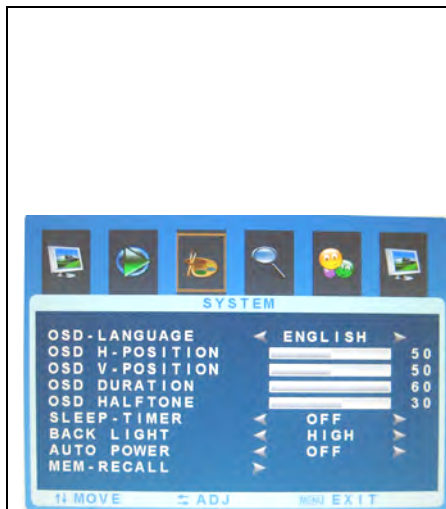 SYSTEM
OSD-LANGUAGE ENGLISH
OSD H-POSITION 50
OSD V-POSITION 50
OSD DURATION 60
OSD HALFTONE 30
SLEEP-TIMER OFF
BACK LIGHT HIGH
AUTO POWER OFF
MEM-RECALL
MOVE ADJ MENU EXIT